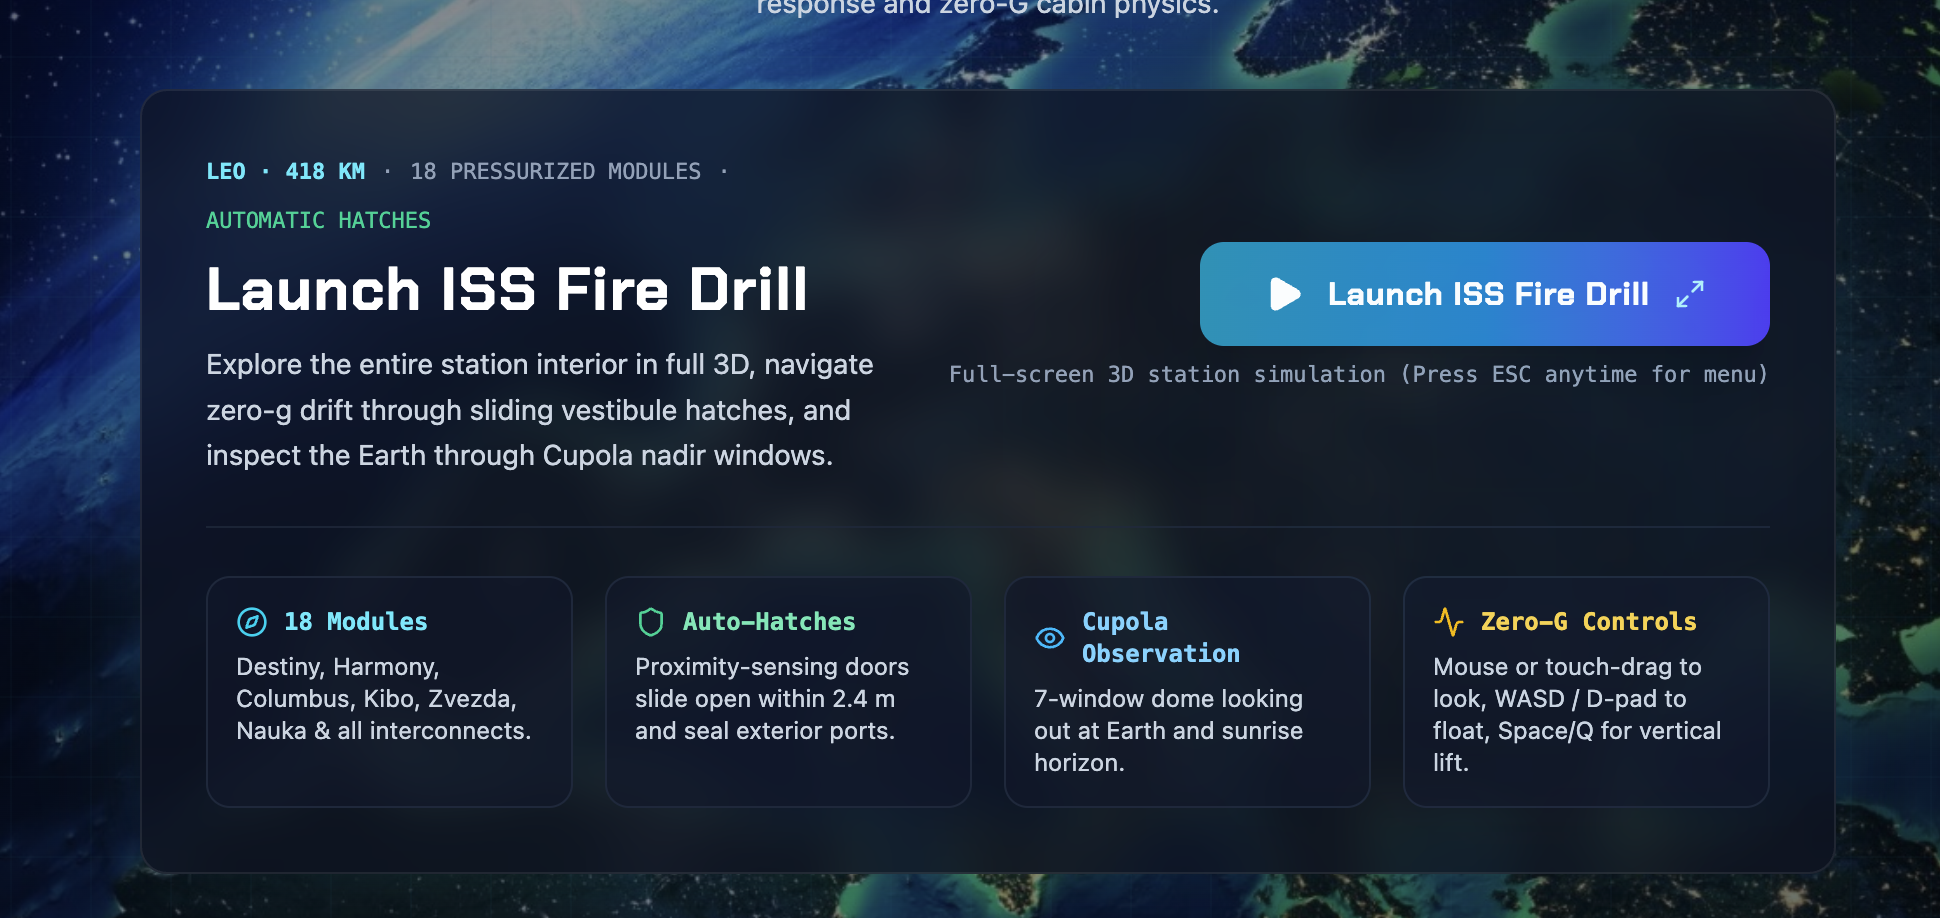 response and zero-G cabin physics.
LEO · 418 KM · 18 PRESSURIZED MODULES ·
AUTOMATIC HATCHES
Launch ISS Fire Drill
Explore the entire station interior in full 3D, navigate
zero-g drift through sliding vestibule hatches, and
inspect the Earth through Cupola nadir windows.
Launch ISS Fire Drill
Full-screen 3D station simulation (Press ESC anytime for menu)
18 Modules
Destiny, Harmony,
Columbus, Kibo, Zvezda,
Nauka & all interconnects.
Auto-Hatches
Proximity-sensing doors
slide open within 2.4 m
and seal exterior ports.
Cupola
Observation
7-window dome looking
out at Earth and sunrise
horizon.
Zero-G Controls
Mouse or touch-drag to
look, WASD / D-pad to
float, Space/Q for vertical
lift.